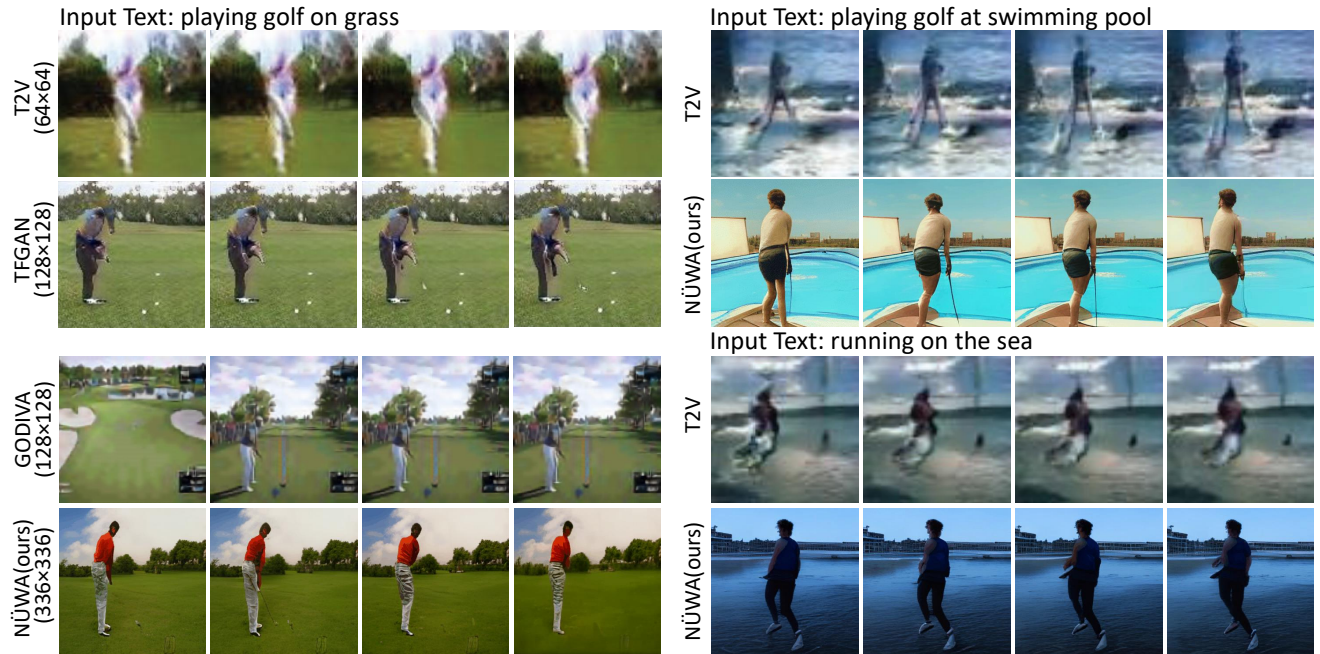 Input Text: playing golf on grass
T2V
(64×64)
TFGAN
(128×128)
GODIVA
(128×128)
NÜWA(ours)
(336×336)
Input Text: playing golf at swimming pool
T2V
NÜWA(ours)
Input Text: running on the sea
T2V
NÜWA(ours)